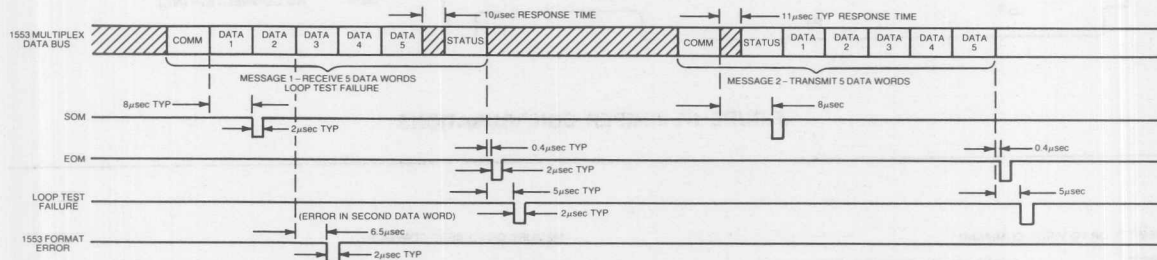 10μsec RESPONSE TIME
11μsec TYP RESPONSE TIME
1553 MULTIPLEX
DATA BUS
COMM
DATA
1
DATA
2
DATA
3
DATA
4
DATA
5
STATUS
COMM
STATUS
DATA
1
DATA
2
DATA
3
DATA
4
DATA
5
MESSAGE 1 – RECEIVE 5 DATA WORDS
LOOP TEST FAILURE
MESSAGE 2 – TRANSMIT 5 DATA WORDS
8μsec TYP
8μsec
SOM
2μsec TYP
0.4μsec TYP
0.4μsec
EOM
2μsec TYP
5μsec TYP
5μsec
LOOP TEST
FAILURE
(ERROR IN SECOND DATA WORD)
2μsec TYP
6.5μsec
1553 FORMAT
ERROR
2μsec TYP